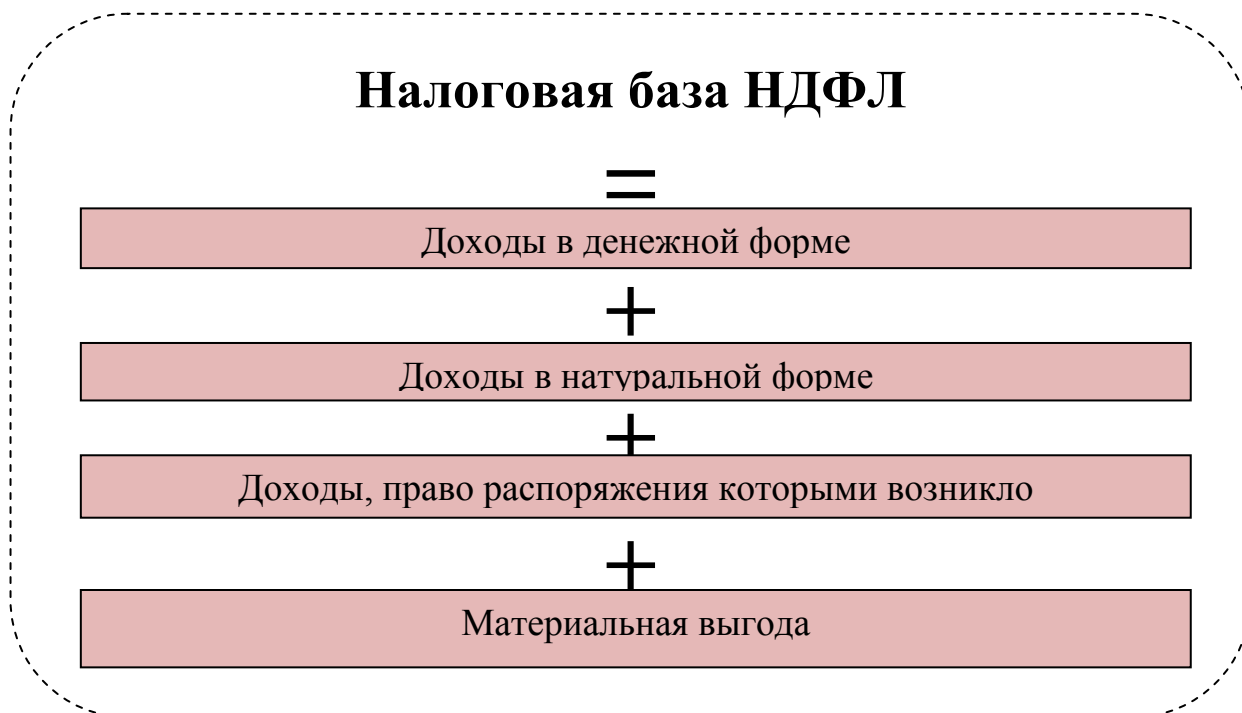 Налоговая база НДФЛ
=
Доходы в денежной форме
+
Доходы в натуральной форме
+
Доходы, право распоряжения которыми возникло
+
Материальная выгода